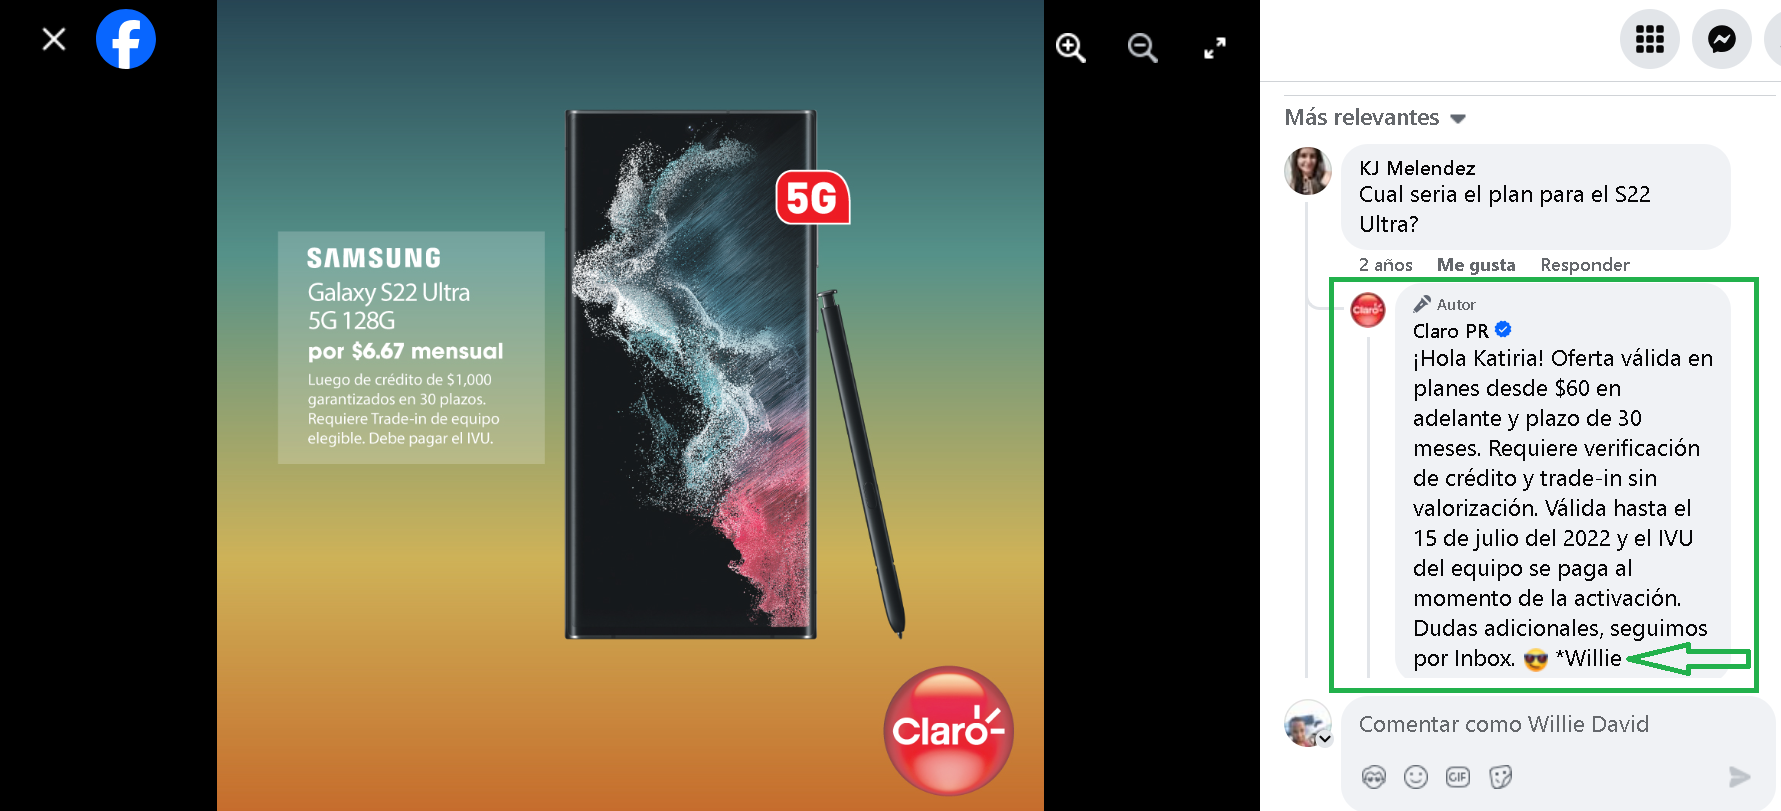 SAMSUNG
Galaxy S22 Ultra
5G 128G
por $6.67 mensual
Luego de crédito de $1,000
garantizados en 30 plazos.
Requiere Trade-in de equipo
elegible. Debe pagar el IVU.
5G
Claro
Más relevantes
KJ Melendez
Cual seria el plan para el S22
Ultra?
2 años Me gusta Responder
Claro
Autor
Claro PR
¡Hola Katiria! Oferta válida en
planes desde $60 en
adelante y plazo de 30
meses. Requiere verificación
de crédito y trade-in sin
valorización. Válida hasta el
15 de julio del 2022 y el IVU
del equipo se paga al
momento de la activación.
Dudas adicionales, seguimos
por Inbox. 😎 *Willie
Comentar como Willie David
GIF